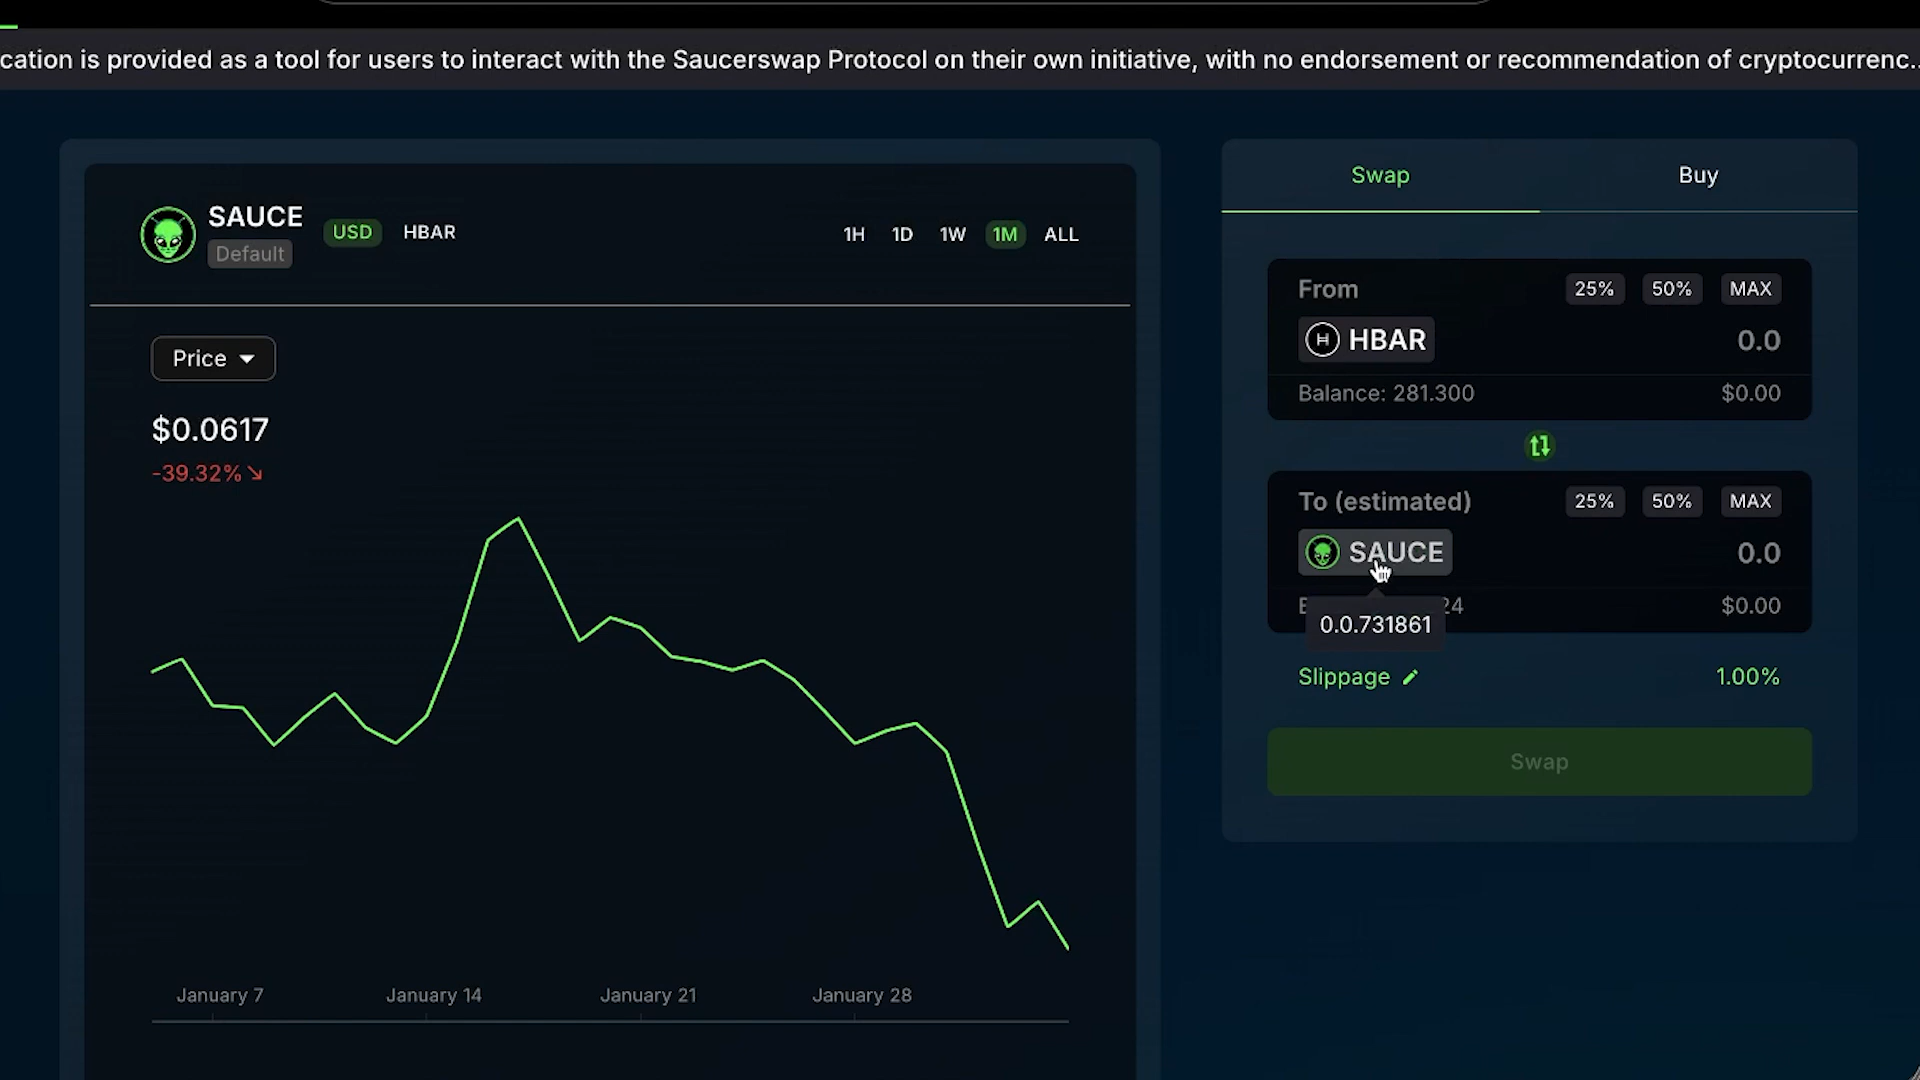 cation is provided as a tool for users to interact with the Saucerswap Protocol on their own initiative, with no endorsement or recommendation of cryptocurrenc...
SAUCE
Default
USD
HBAR
1H
1D
1W
1M
ALL
Price
$0.0617
-39.32%
January 7
January 14
January 21
January 28
Swap
Buy
From
25%
50%
MAX
HBAR
0.0
Balance: 281.300
$0.00
To (estimated)
25%
50%
MAX
SAUCE
0.0
24
$0.00
0.0.731861
Slippage
1.00%
Swap